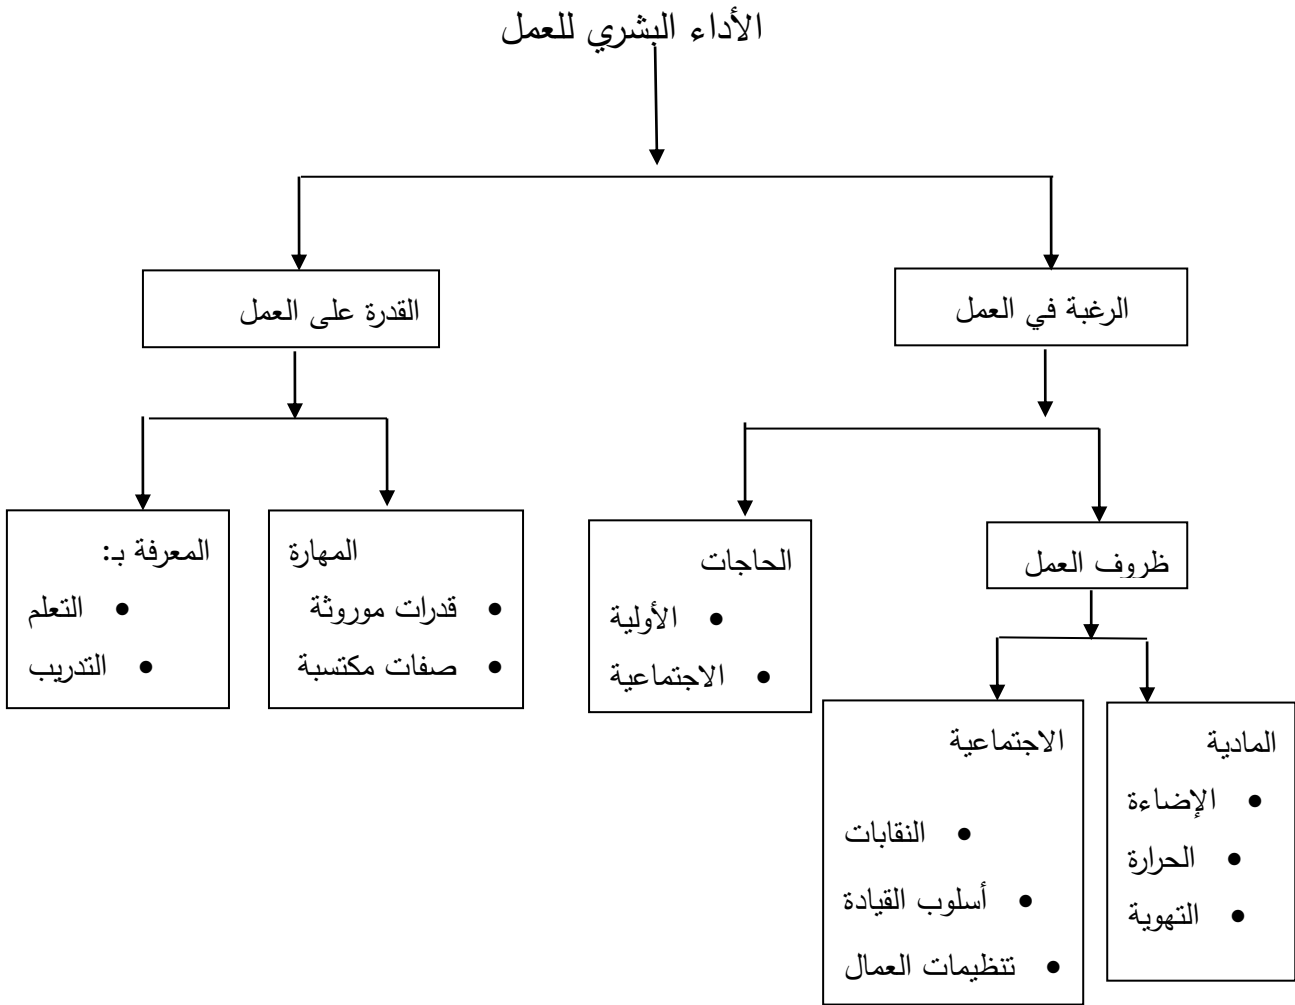 الأداء البشري للعمل
الرغبة في العمل
القدرة على العمل
ظروف العمل
المادية
• الإضاءة
• الحرارة
• التهوية
الاجتماعية
• النقابات
• أسلوب القيادة
• تنظيمات العمال
الحاجات
• الأولية
• الاجتماعية
المهارة
• قدرات موروثة
• صفات مكتسبة
المعرفة بـ:
• التعلم
• التدريب